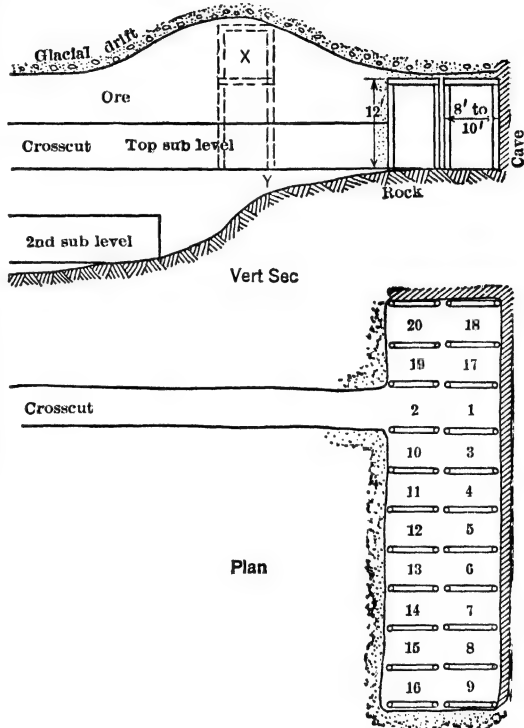 Glacial drift
X
Ore
12'
8' to
10'
Cave
Crosscut Top sub level
Y
Rock
2nd sub level
Vert Sec
20 18
19 17
Crosscut
2 1
10 3
11 4
12 5
Plan
13 6
14 7
15 8
16 9